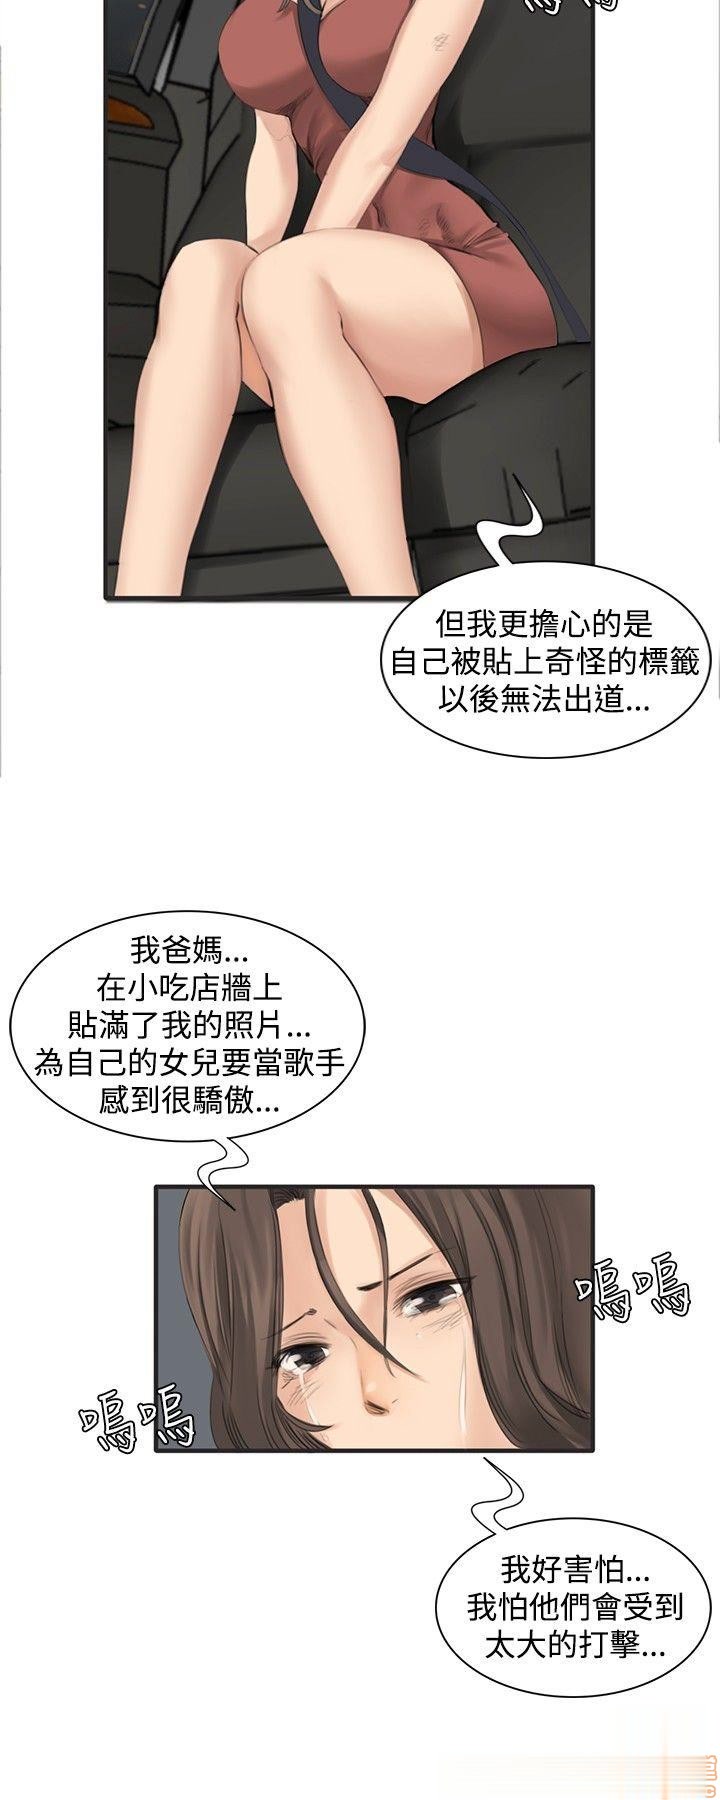 但我更擔心的是
自己被貼上奇怪的標籤
以後無法出道...
我爸媽...
在小吃店牆上
貼滿了我的照片...
為自己的女兒要當歌手
感到很驕傲...
嗚嗚
嗚嗚
我好害怕...
我怕他們會受到
太大的打擊...